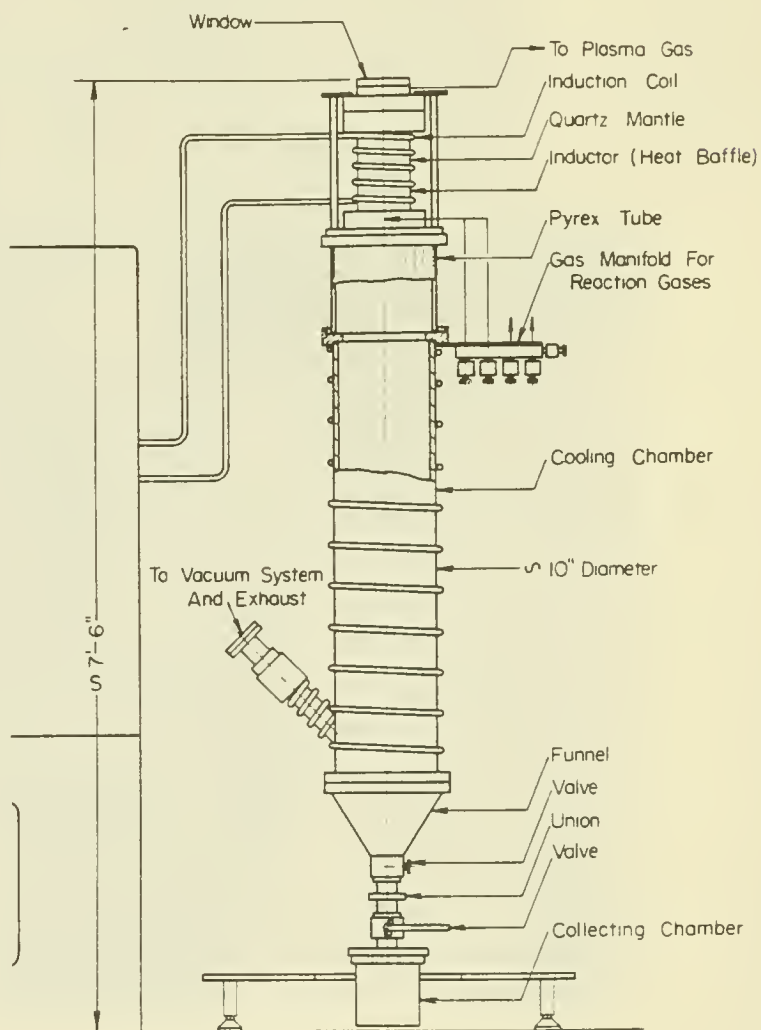 Window
To Plasma Gas
Induction Coil
Quartz Mantle
Inductor (Heat Baffle)
Pyrex Tube
Gas Manifold For
Reaction Gases
Cooling Chamber
∽ 10" Diameter
To Vacuum System
And Exhaust
∽ 7'-6"
Funnel
Valve
Union
Valve
Collecting Chamber